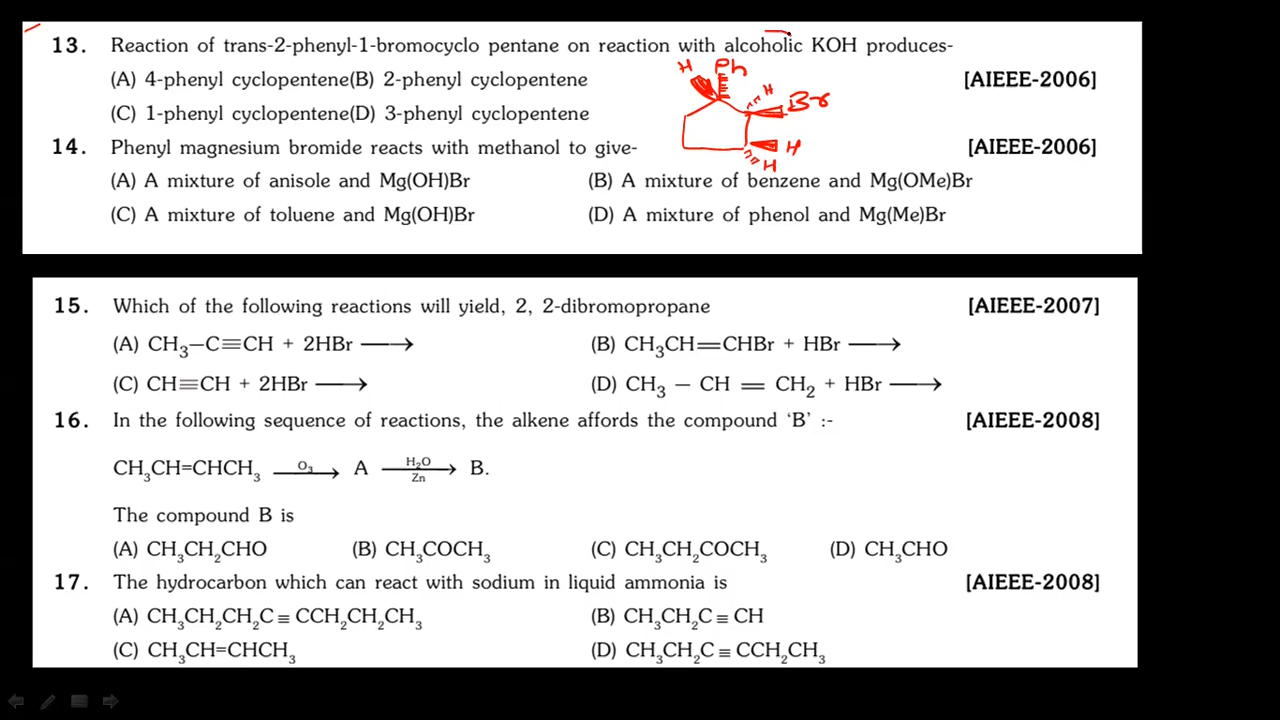 13. Reaction of trans-2-phenyl-1-bromocyclo pentane on reaction with alcoholic KOH produces-
(A) 4-phenyl cyclopentene(B) 2-phenyl cyclopentene [AIEEE-2006]
(C) 1-phenyl cyclopentene(D) 3-phenyl cyclopentene
H Ph H Br
H
H
14. Phenyl magnesium bromide reacts with methanol to give- [AIEEE-2006]
(A) A mixture of anisole and Mg(OH)Br (B) A mixture of benzene and Mg(OMe)Br
(C) A mixture of toluene and Mg(OH)Br (D) A mixture of phenol and Mg(Me)Br
15. Which of the following reactions will yield, 2, 2-dibromopropane [AIEEE-2007]
(A) CH₃–C≡CH + 2HBr ⟶ (B) CH₃CH=CHBr + HBr ⟶
(C) CH≡CH + 2HBr ⟶ (D) CH₃ – CH = CH₂ + HBr ⟶
16. In the following sequence of reactions, the alkene affords the compound ‘B’ :- [AIEEE-2008]
CH₃CH=CHCH₃ —O₃→ A —H₂O/Zn→ B.
The compound B is
(A) CH₃CH₂CHO (B) CH₃COCH₃ (C) CH₃CH₂COCH₃ (D) CH₃CHO
17. The hydrocarbon which can react with sodium in liquid ammonia is [AIEEE-2008]
(A) CH₃CH₂CH₂C≡CCH₂CH₂CH₃ (B) CH₃CH₂C≡CH
(C) CH₃CH=CHCH₃ (D) CH₃CH₂C≡CCH₂CH₃